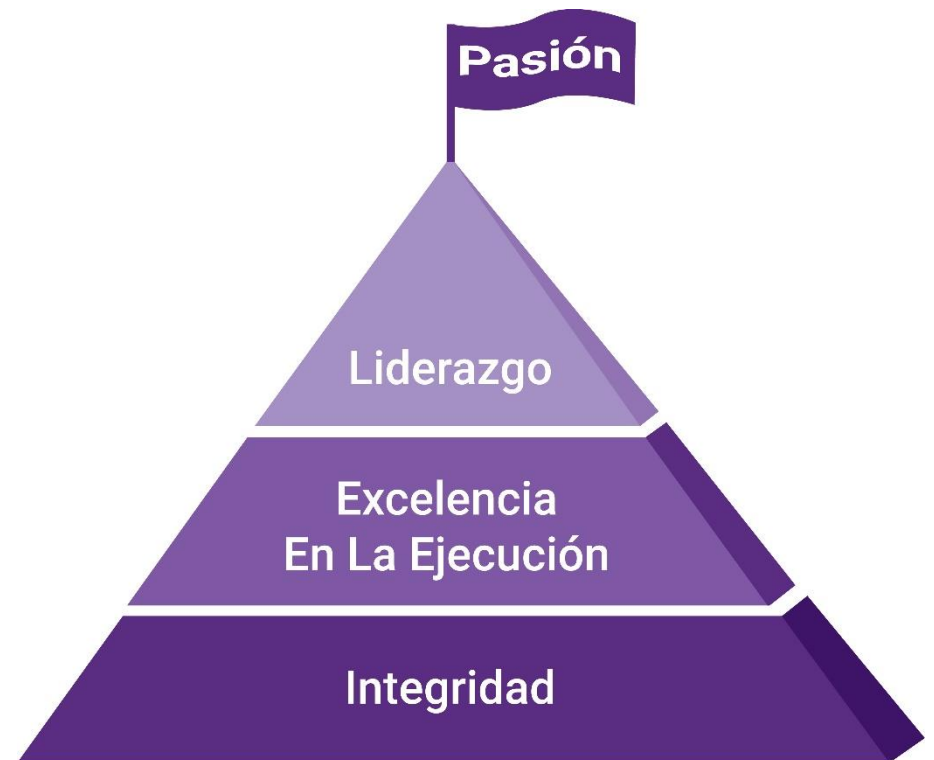 Pasión
Liderazgo
Excelencia
En La Ejecución
Integridad